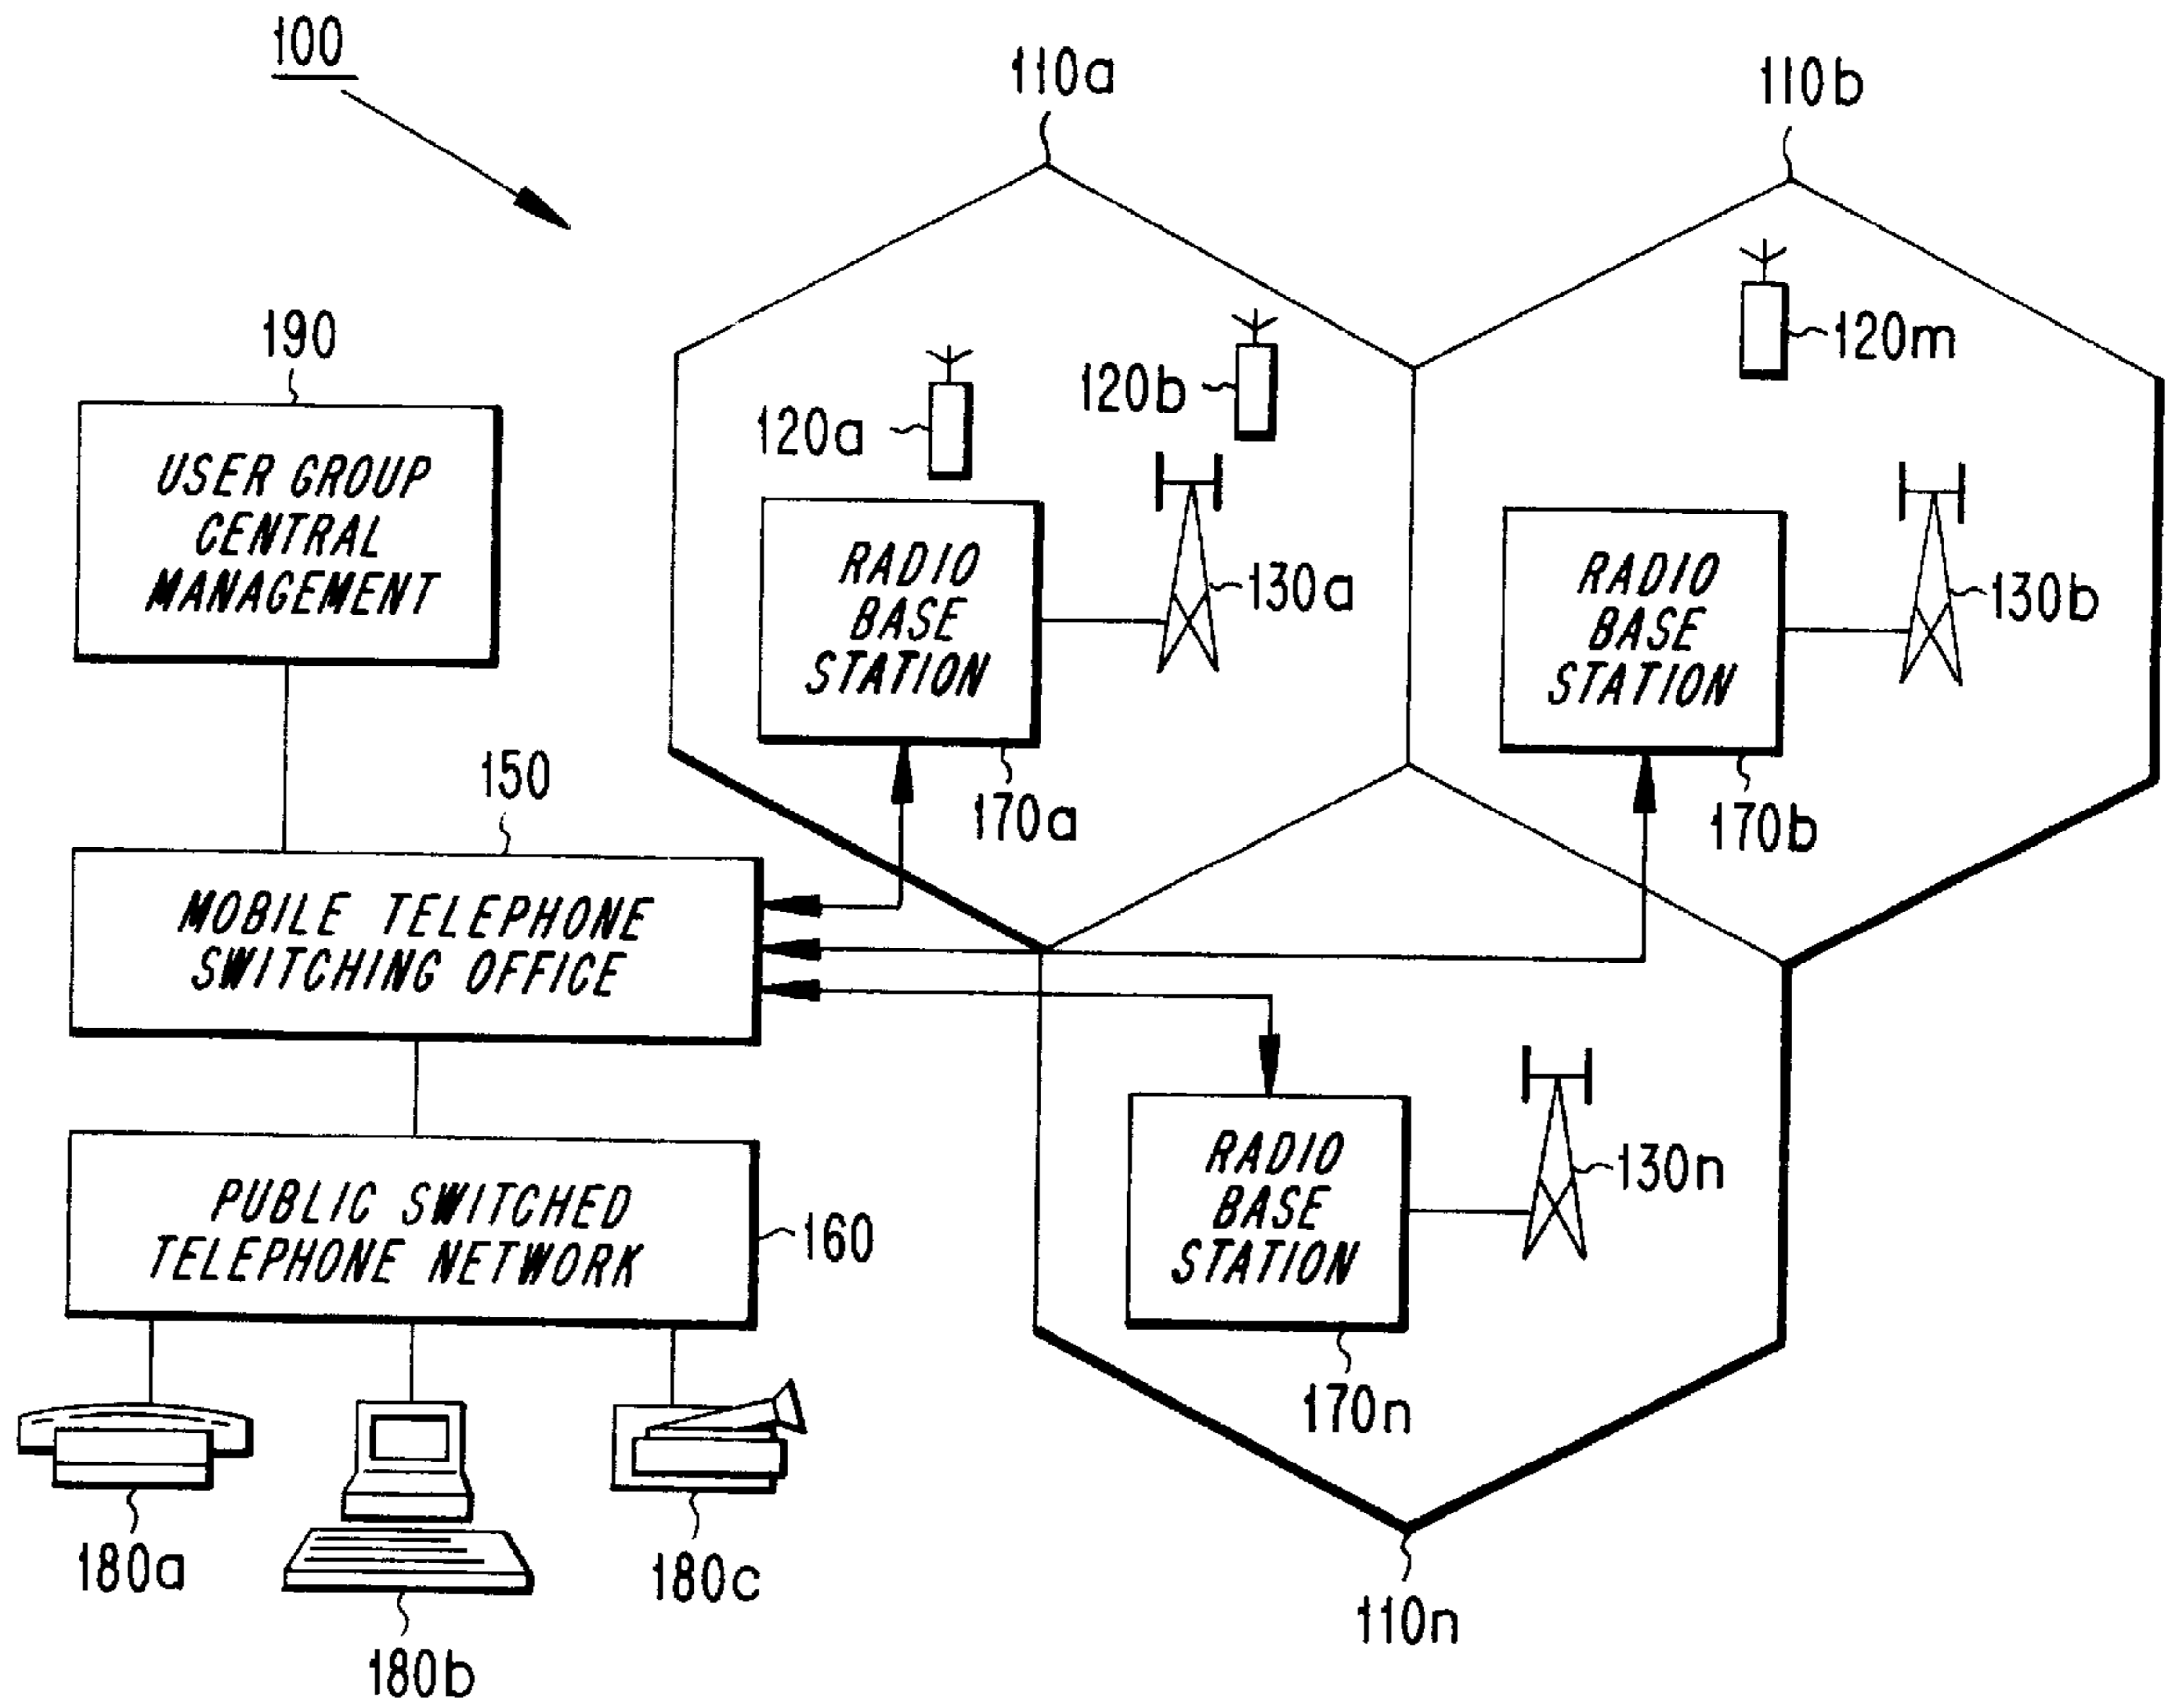 100
110a
110b
190
120a
120b
120m
USER GROUP
CENTRAL
MANAGEMENT
RADIO
BASE
STATION
130a
RADIO
BASE
STATION
130b
150
170a
170b
MOBILE TELEPHONE
SWITCHING OFFICE
PUBLIC SWITCHED
TELEPHONE NETWORK
160
RADIO
BASE
STATION
130n
170n
180a
180b
180c
110n